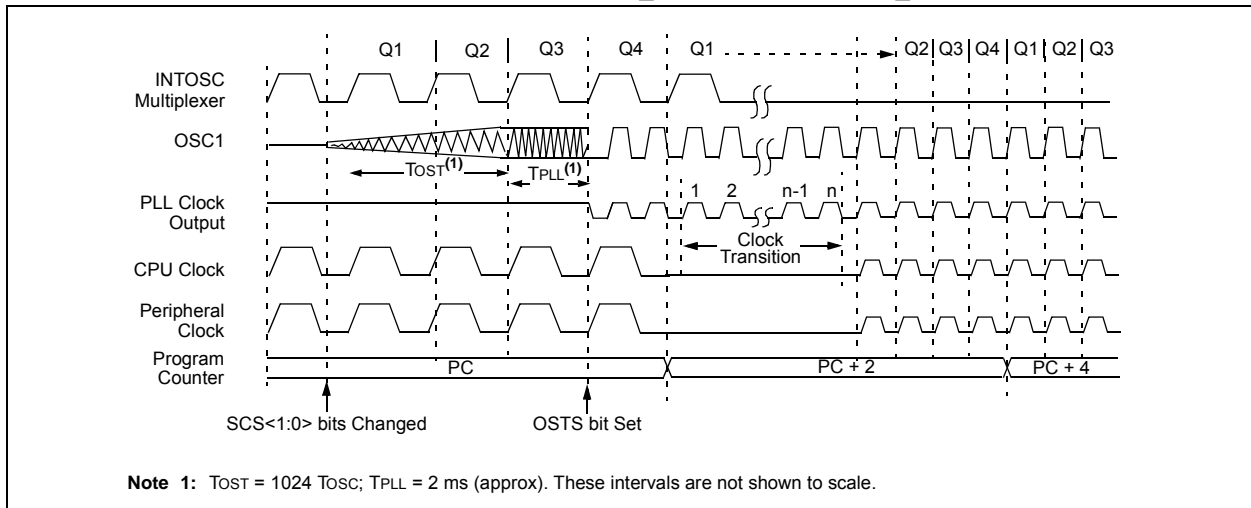 Q1 Q2 Q3 Q4 Q1 Q2 Q3 Q4 Q1 Q2 Q3
INTOSC
Multiplexer
OSC1
TOST(1) TPLL(1)
1 2 n-1 n
PLL Clock
Output
Clock
Transition
CPU Clock
Peripheral
Clock
Program
Counter
PC PC + 2 PC + 4
SCS<1:0> bits Changed OSTS bit Set
Note 1: TOST = 1024 TOSC; TPLL = 2 ms (approx). These intervals are not shown to scale.